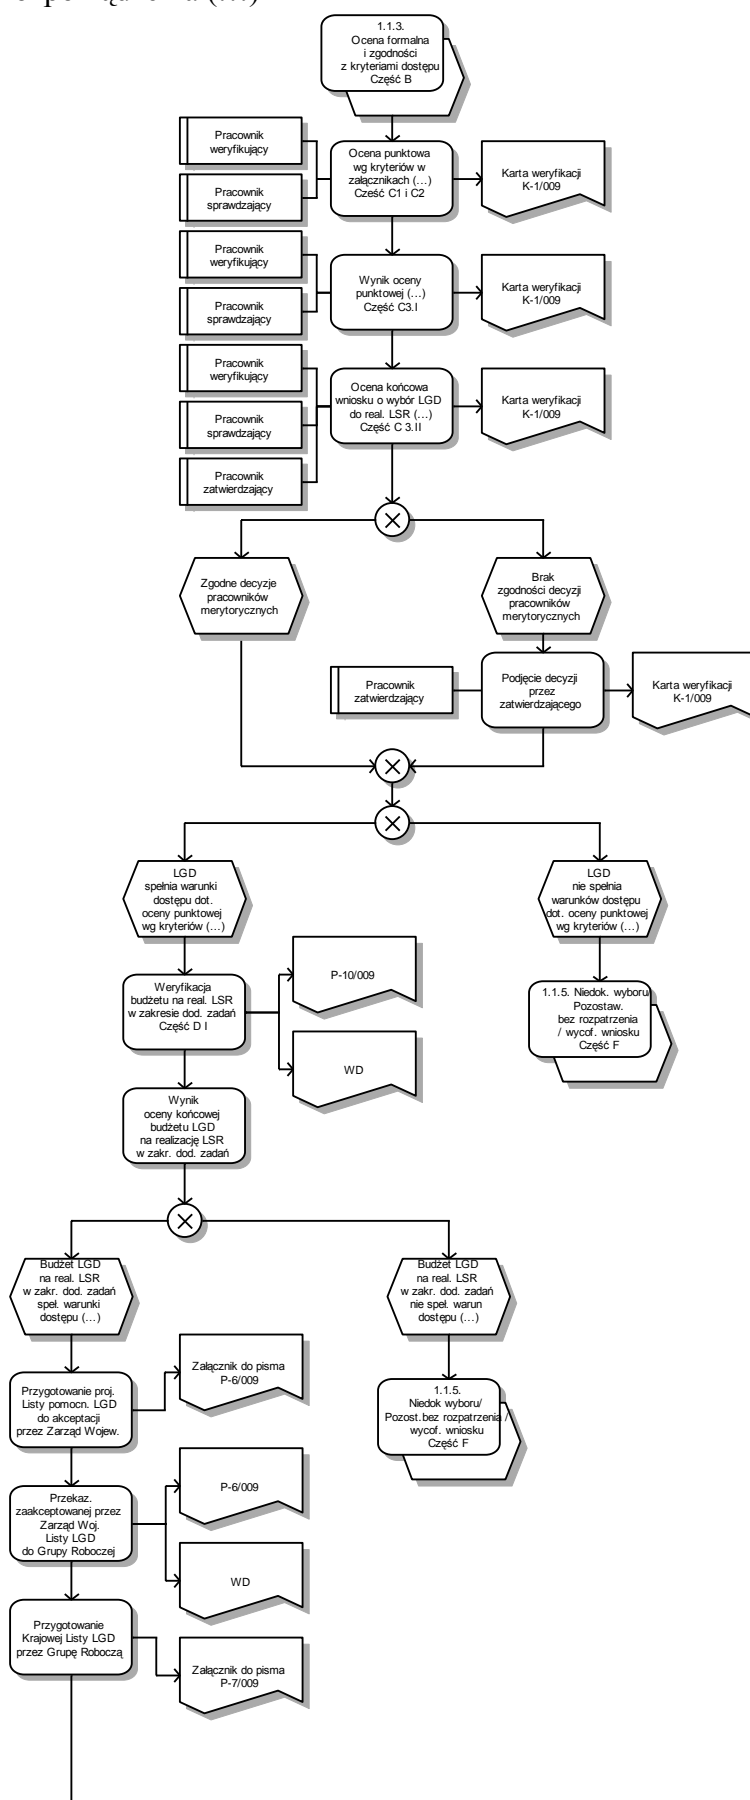 1.1.3.
Ocena formalna
i zgodności
z kryteriami dostępu
Część B
Pracownik
weryfikujący
Pracownik
sprawdzający
Ocena punktowa
wg kryteriów w
załącznikach (...)
Cześć C1 i C2
Karta weryfikacji
K-1/009
Pracownik
weryfikujący
Pracownik
sprawdzający
Wynik oceny
punktowej (...)
Część C3.I
Karta weryfikacji
K-1/009
Pracownik
weryfikujący
Pracownik
sprawdzający
Pracownik
zatwierdzający
Ocena końcowa
wniosku o wybór LGD
do real. LSR (...)
Część C 3.II
Karta weryfikacji
K-1/009
Zgodne decyzje
pracowników
merytorycznych
Brak
zgodności decyzji
pracowników
merytorycznych
Pracownik
zatwierdzający
Podjęcie decyzji
przez
zatwierdzającego
Karta weryfikacji
K-1/009
LGD
spełnia warunki
dostępu dot.
oceny punktowej
wg kryteriów (...)
LGD
nie spełnia
warunków dostępu
dot. oceny punktowej
wg kryteriów (...)
Weryfikacja
budżetu na real. LSR
w zakresie dod. zadań
Część D I
P-10/009
WD
1.1.5. Niedok. wyboru/
Pozostaw.
bez rozpatrzenia
/ wycof. wniosku
Część F
Wynik
oceny końcowej
budżetu LGD
na realizację LSR
w zakr. dod. zadań
Budżet LGD
na real. LSR
w zakr. dod. zadań
speł. warunki
dostępu (...)
Budżet LGD
na real. LSR
w zakr. dod. zadań
nie speł. warun
dostępu (...)
Przygotowanie proj.
Listy pomocn. LGD
do akceptacji
przez Zarząd Wojew.
Załącznik do pisma
P-6/009
1.1.5.
Niedok wyboru/
Pozost.bez rozpatrzenia /
wycof. wniosku
Część F
Przekaz.
zaakceptowanej przez
Zarząd Woj.
Listy LGD
do Grupy Roboczej
P-6/009
WD
Przygotowanie
Krajowej Listy LGD
przez Grupę Roboczą
Załącznik do pisma
P-7/009